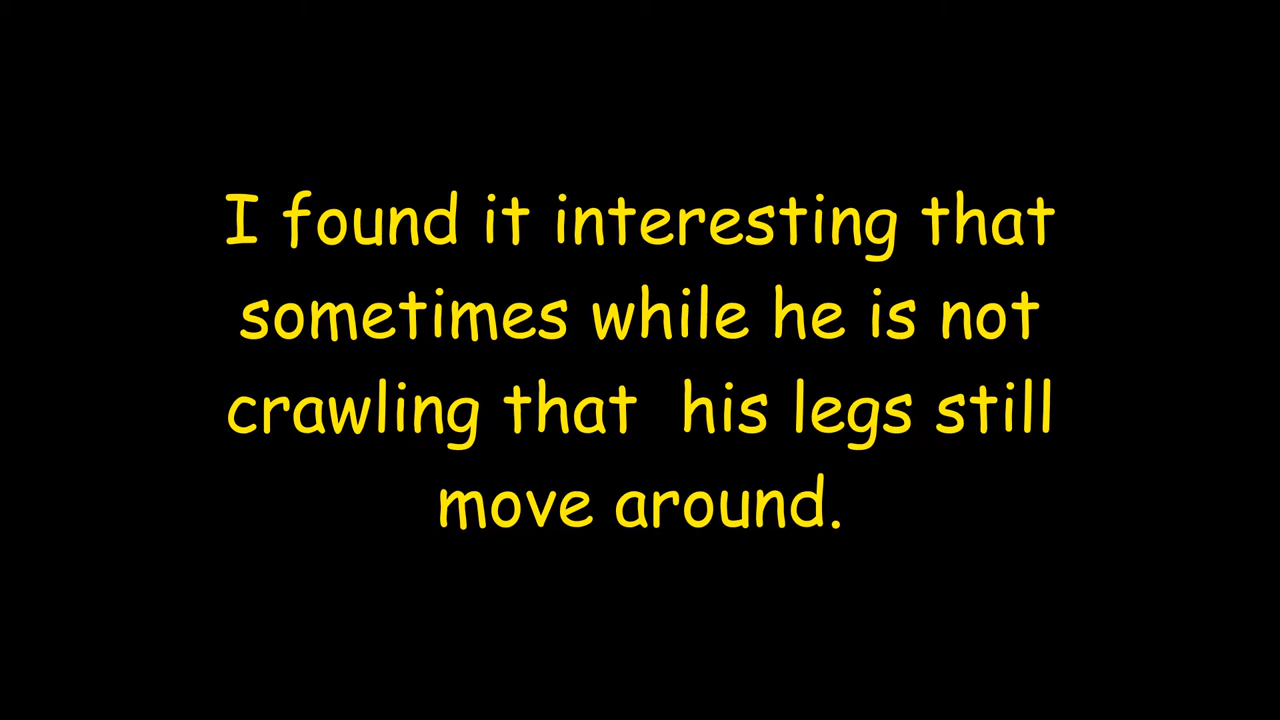 I found it interesting that
sometimes while he is not
crawling that  his legs still
move around.